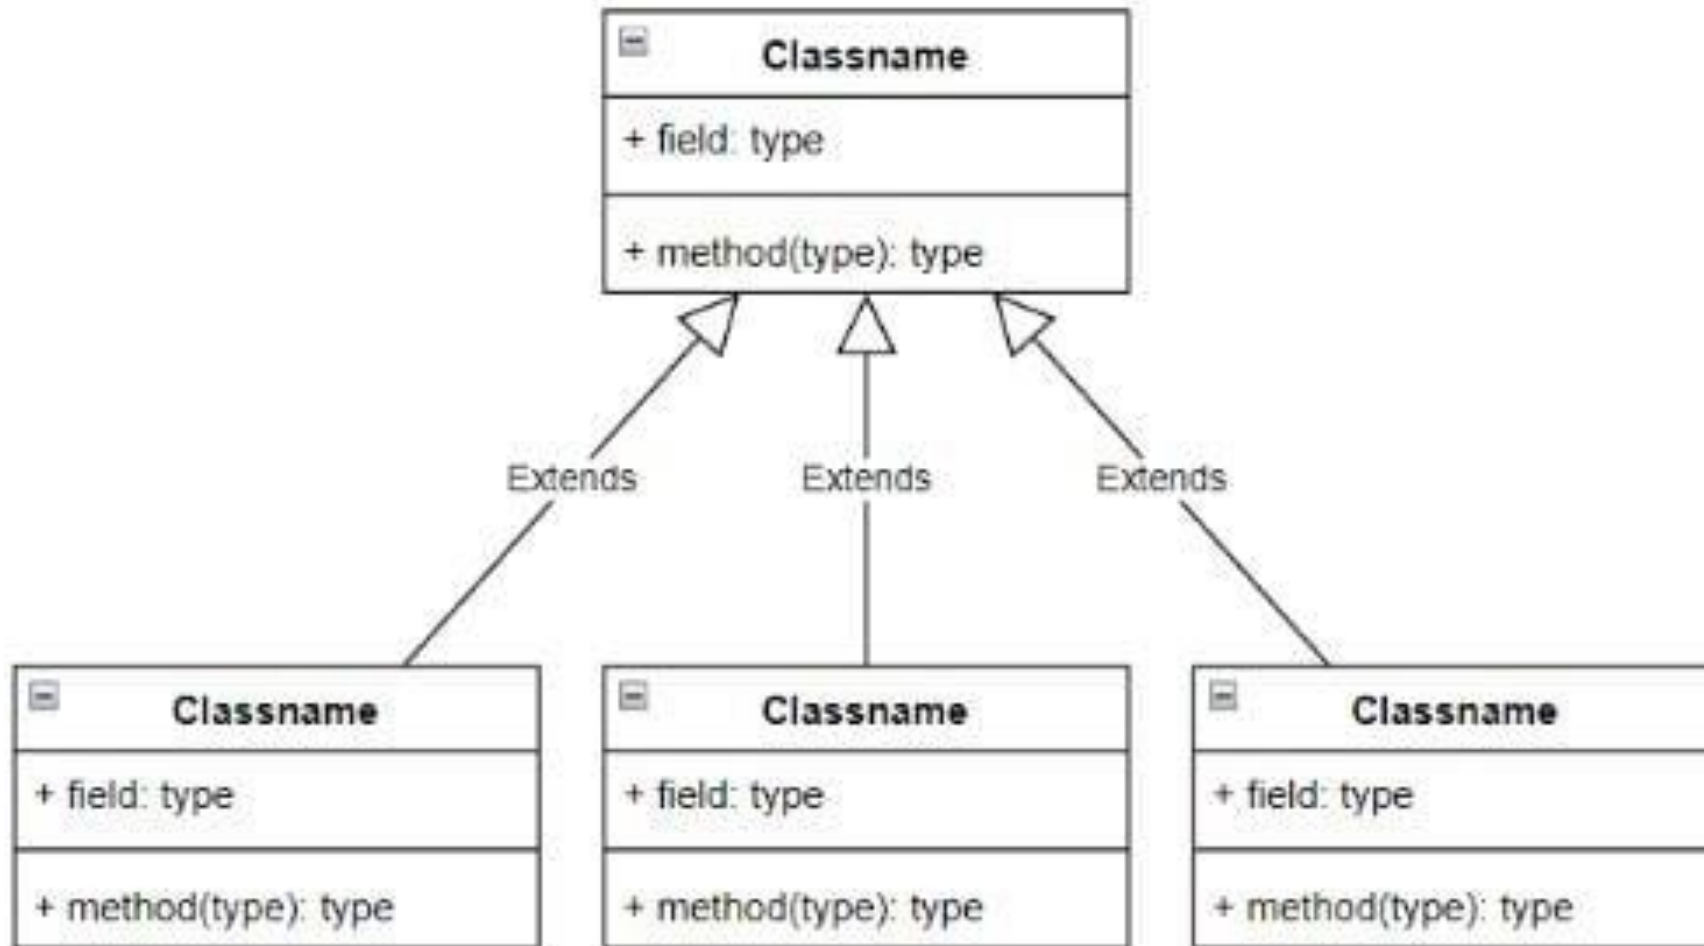 Classname
+ field: type
+ method(type): type
Extends Extends Extends
Classname Classname Classname
+ field: type + field: type + field: type
+ method(type): type + method(type): type + method(type): type